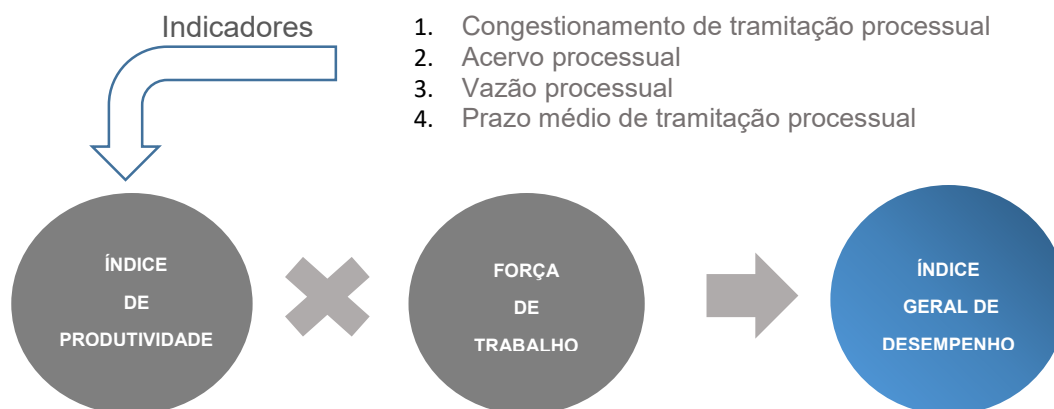 Indicadores
1. Congestionamento de tramitação processual
2. Acervo processual
3. Vazão processual
4. Prazo médio de tramitação processual
ÍNDICE
DE
PRODUTIVIDADE
FORÇA
DE
TRABALHO
ÍNDICE
GERAL DE
DESEMPENHO